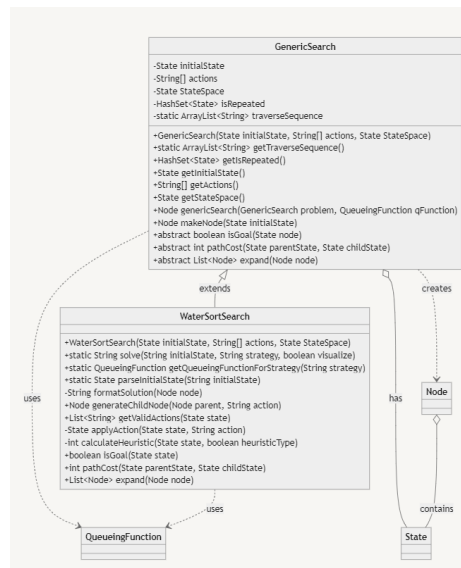 GenericSearch
-State initialState
-String[] actions
-State StateSpace
-HashSet<State> isRepeated
-static ArrayList<String> traverseSequence
+GenericSearch(State initialState, String[] actions, State StateSpace)
+static ArrayList<String> getTraverseSequence()
+HashSet<State> getIsRepeated()
+State getInitialState()
+String[] getActions()
+State getStateSpace()
+Node genericSearch(GenericSearch problem, QueueingFunction qFunction)
+Node makeNode(State initialState)
+abstract boolean isGoal(State node)
+abstract int pathCost(State parentState, State childState)
+abstract List<Node> expand(Node node)
extends
creates
WaterSortSearch
+WaterSortSearch(State initialState, String[] actions, State StateSpace)
+static String solve(String initialState, String strategy, boolean visualize)
+static QueueingFunction getQueueingFunctionForStrategy(String strategy)
+static State parseInitialState(String initialState)
-String formatSolution(Node node)
+Node generateChildNode(Node parent, String action)
+List<String> getValidActions(State state)
-State applyAction(State state, String action)
-int calculateHeuristic(State state, boolean heuristicType)
+boolean isGoal(State state)
+int pathCost(State parentState, State childState)
+List<Node> expand(Node node)
uses
has
Node
uses
contains
QueueingFunction
State